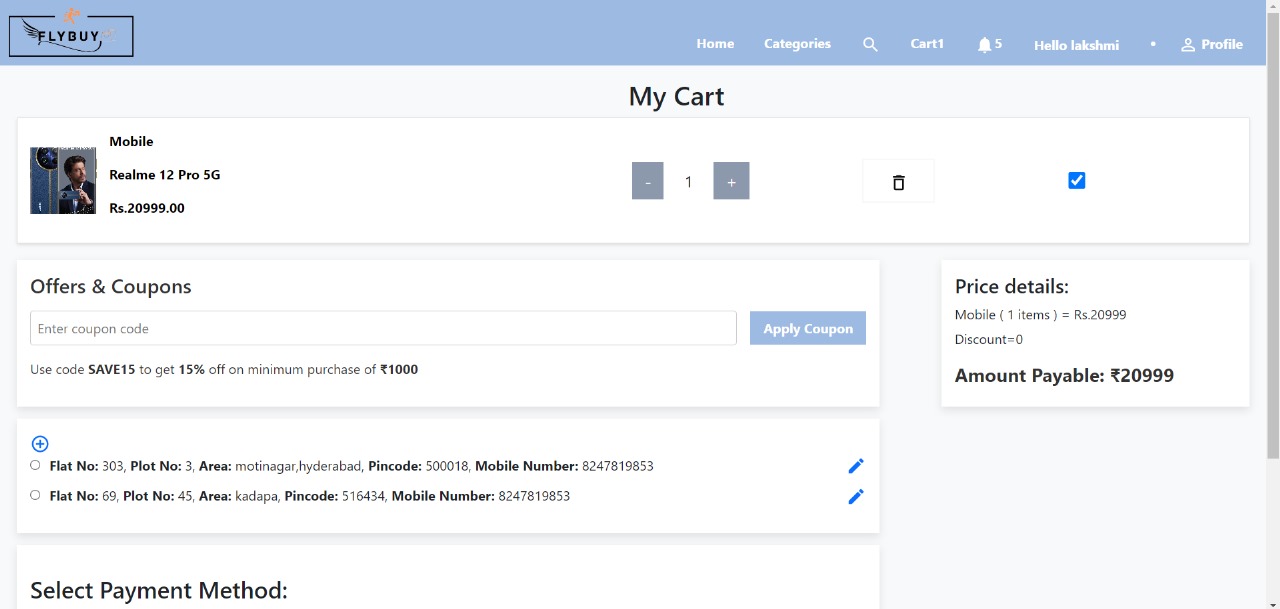 FLYBUY
Home Categories Cart1 5 Hello lakshmi • Profile
My Cart
Mobile
Realme 12 Pro 5G
Rs.20999.00
- 1 +
Offers & Coupons
Enter coupon code
Apply Coupon
Use code SAVE15 to get 15% off on minimum purchase of ₹1000
Price details:
Mobile ( 1 items ) = Rs.20999
Discount=0
Amount Payable: ₹20999
Flat No: 303, Plot No: 3, Area: motinagar,hyderabad, Pincode: 500018, Mobile Number: 8247819853
Flat No: 69, Plot No: 45, Area: kadapa, Pincode: 516434, Mobile Number: 8247819853
Select Payment Method: